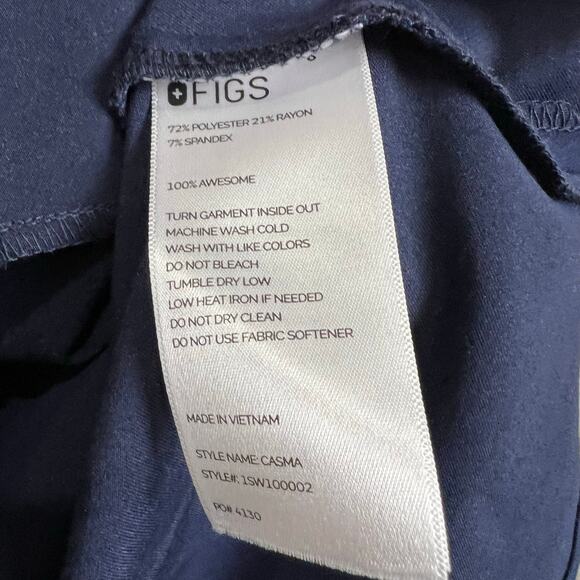 FIGS
72% POLYESTER 21% RAYON
7% SPANDEX
100% AWESOME
TURN GARMENT INSIDE OUT
MACHINE WASH COLD
WASH WITH LIKE COLORS
DO NOT BLEACH
TUMBLE DRY LOW
LOW HEAT IRON IF NEEDED
DO NOT DRY CLEAN
DO NOT USE FABRIC SOFTENER
MADE IN VIETNAM
STYLE NAME: CASMA
STYLE#: 1SW100002
PO# 4130